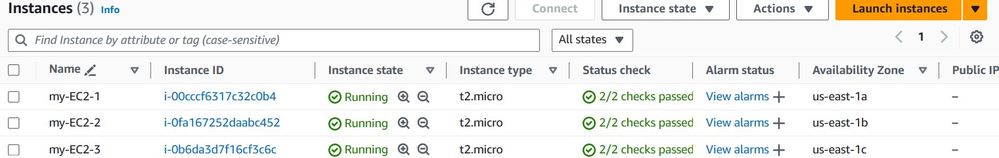 Instances (3) Info Connect Instance state Actions Launch instances
Find Instance by attribute or tag (case-sensitive) All states 1
Name Instance ID Instance state Instance type Status check Alarm status Availability Zone Public IP
my-EC2-1 i-00cccf6317c32c0b4 Running t2.micro 2/2 checks passed View alarms + us-east-1a –
my-EC2-2 i-0fa167252daabc452 Running t2.micro 2/2 checks passed View alarms + us-east-1b –
my-EC2-3 i-0b6da3d7f16cf3c6c Running t2.micro 2/2 checks passed View alarms + us-east-1c –